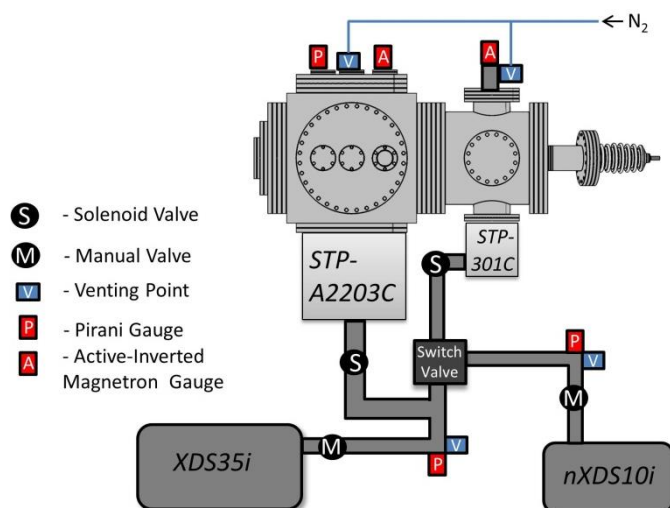 N2
P
V
A
A
V
S - Solenoid Valve
M - Manual Valve
V - Venting Point
P - Pirani Gauge
A - Active-Inverted
Magnetron Gauge
STP-
A2203C
STP-
301C
S
S
Switch
Valve
P
V
M
XDS35i
M
V
P
nXDS10i